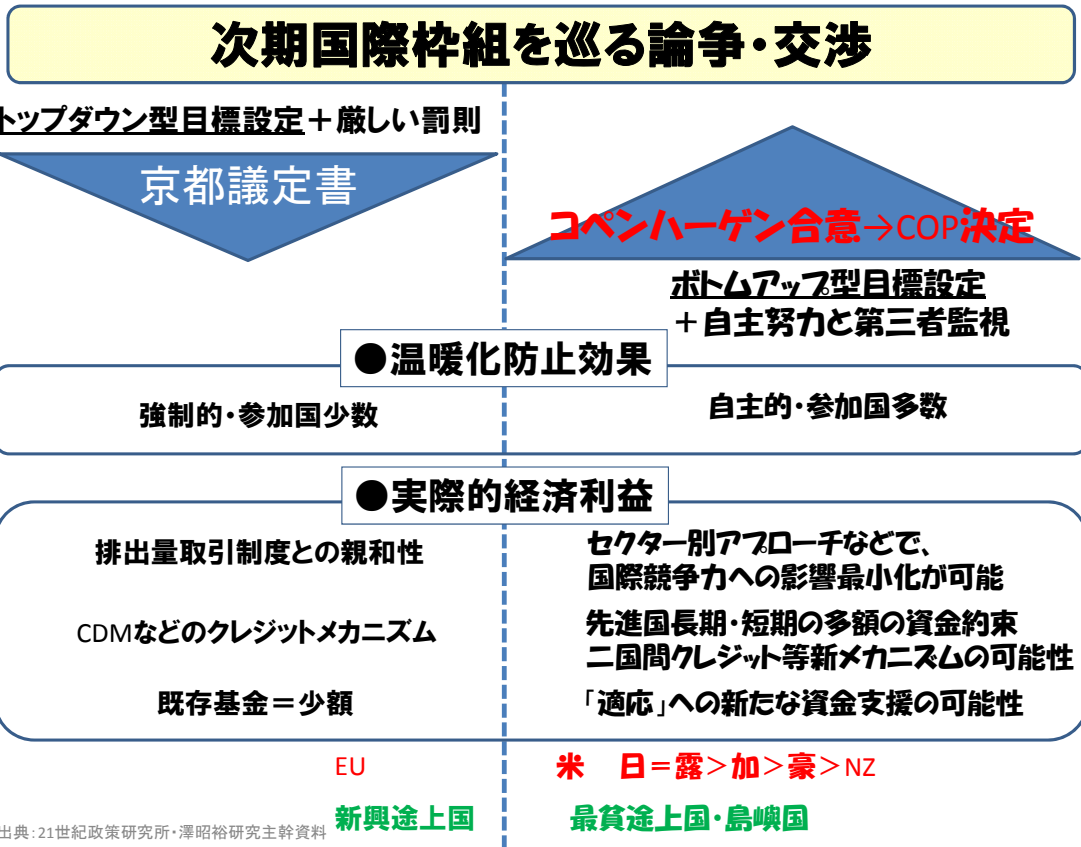 次期国際枠組を巡る論争・交渉
トップダウン型目標設定＋厳しい罰則
京都議定書
コペンハーゲン合意→COP決定
ボトムアップ型目標設定
＋自主努力と第三者監視
●温暖化防止効果
強制的・参加国少数
自主的・参加国多数
●実際的経済利益
排出量取引制度との親和性
セクター別アプローチなどで、
国際競争力への影響最小化が可能
CDMなどのクレジットメカニズム
先進国長期・短期の多額の資金約束
二国間クレジット等新メカニズムの可能性
既存基金＝少額
「適応」への新たな資金支援の可能性
EU
米　日＝露＞加＞豪＞NZ
新興途上国
最貧途上国・島嶼国
出典：21世紀政策研究所・澤昭裕研究主幹資料